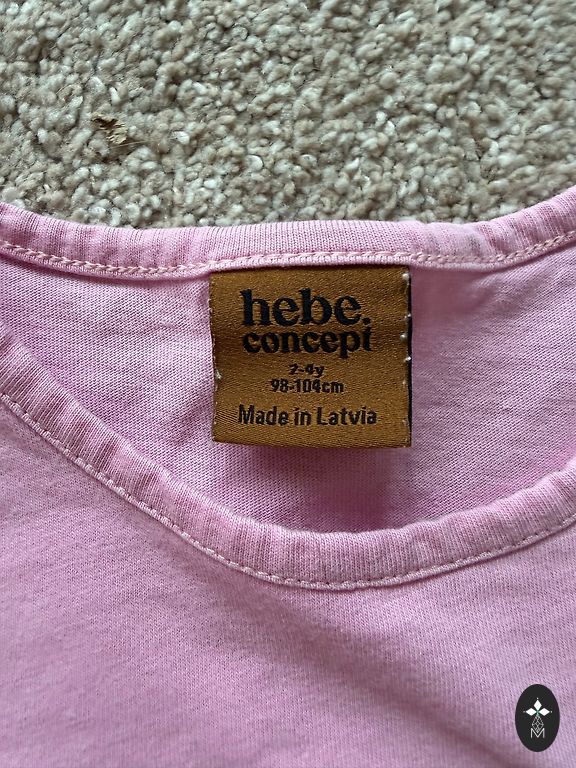 hebe.
concept
2-4y
98-104cm
Made in Latvia
M